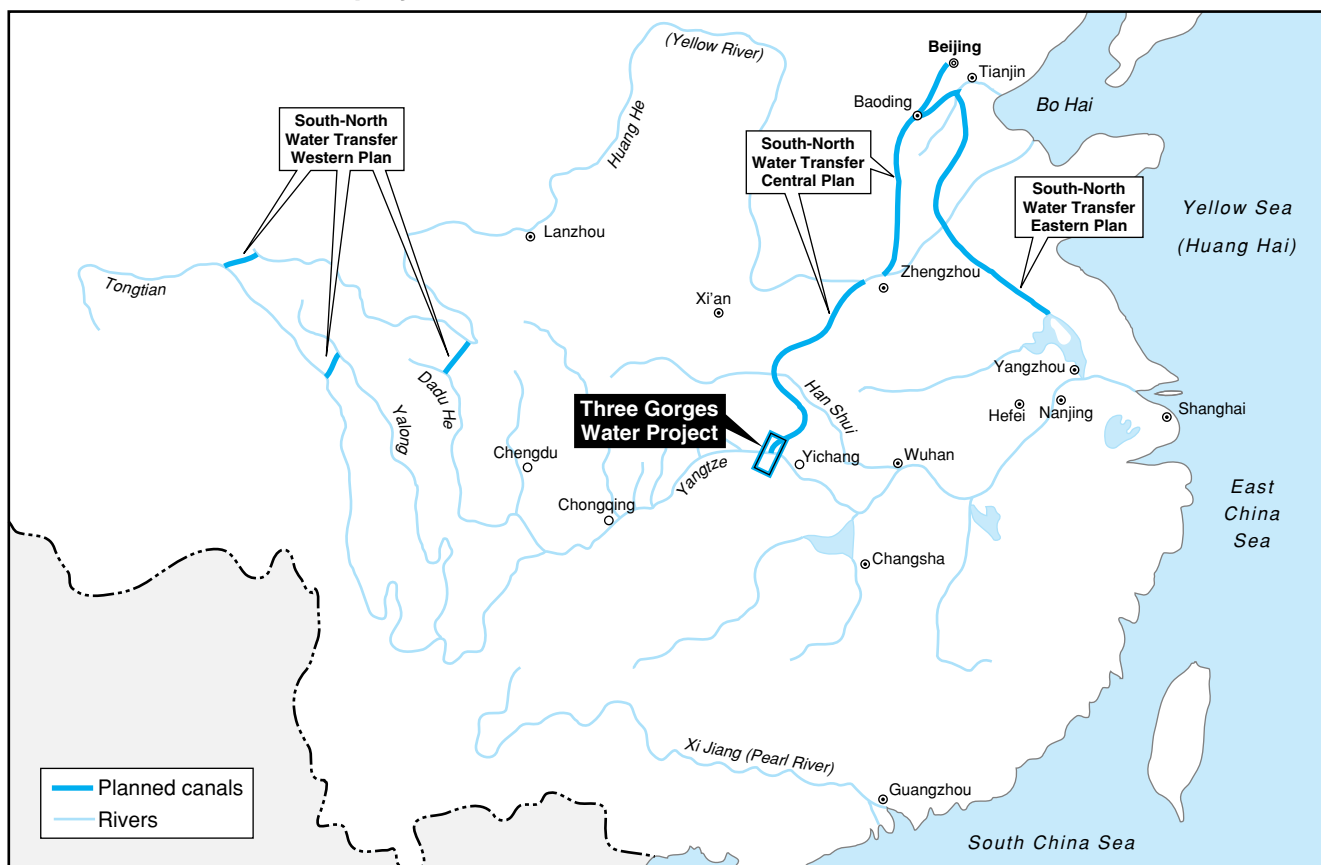 (Yellow River)
Beijing
Tianjin
Bo Hai
Baoding
South-North
Water Transfer
Western Plan
Huang He
South-North
Water Transfer
Central Plan
South-North
Water Transfer
Eastern Plan
Yellow Sea
(Huang Hai)
Lanzhou
Tongtian
Zhengzhou
Xi'an
Yangzhou
Dadu He
Han Shui
Hefei
Nanjing
Shanghai
Three Gorges
Water Project
Yalong
Chengdu
Yangtze
Yichang
Wuhan
Chongqing
East
China
Sea
Changsha
Xi Jiang (Pearl River)
Guangzhou
South China Sea
Planned canals
Rivers